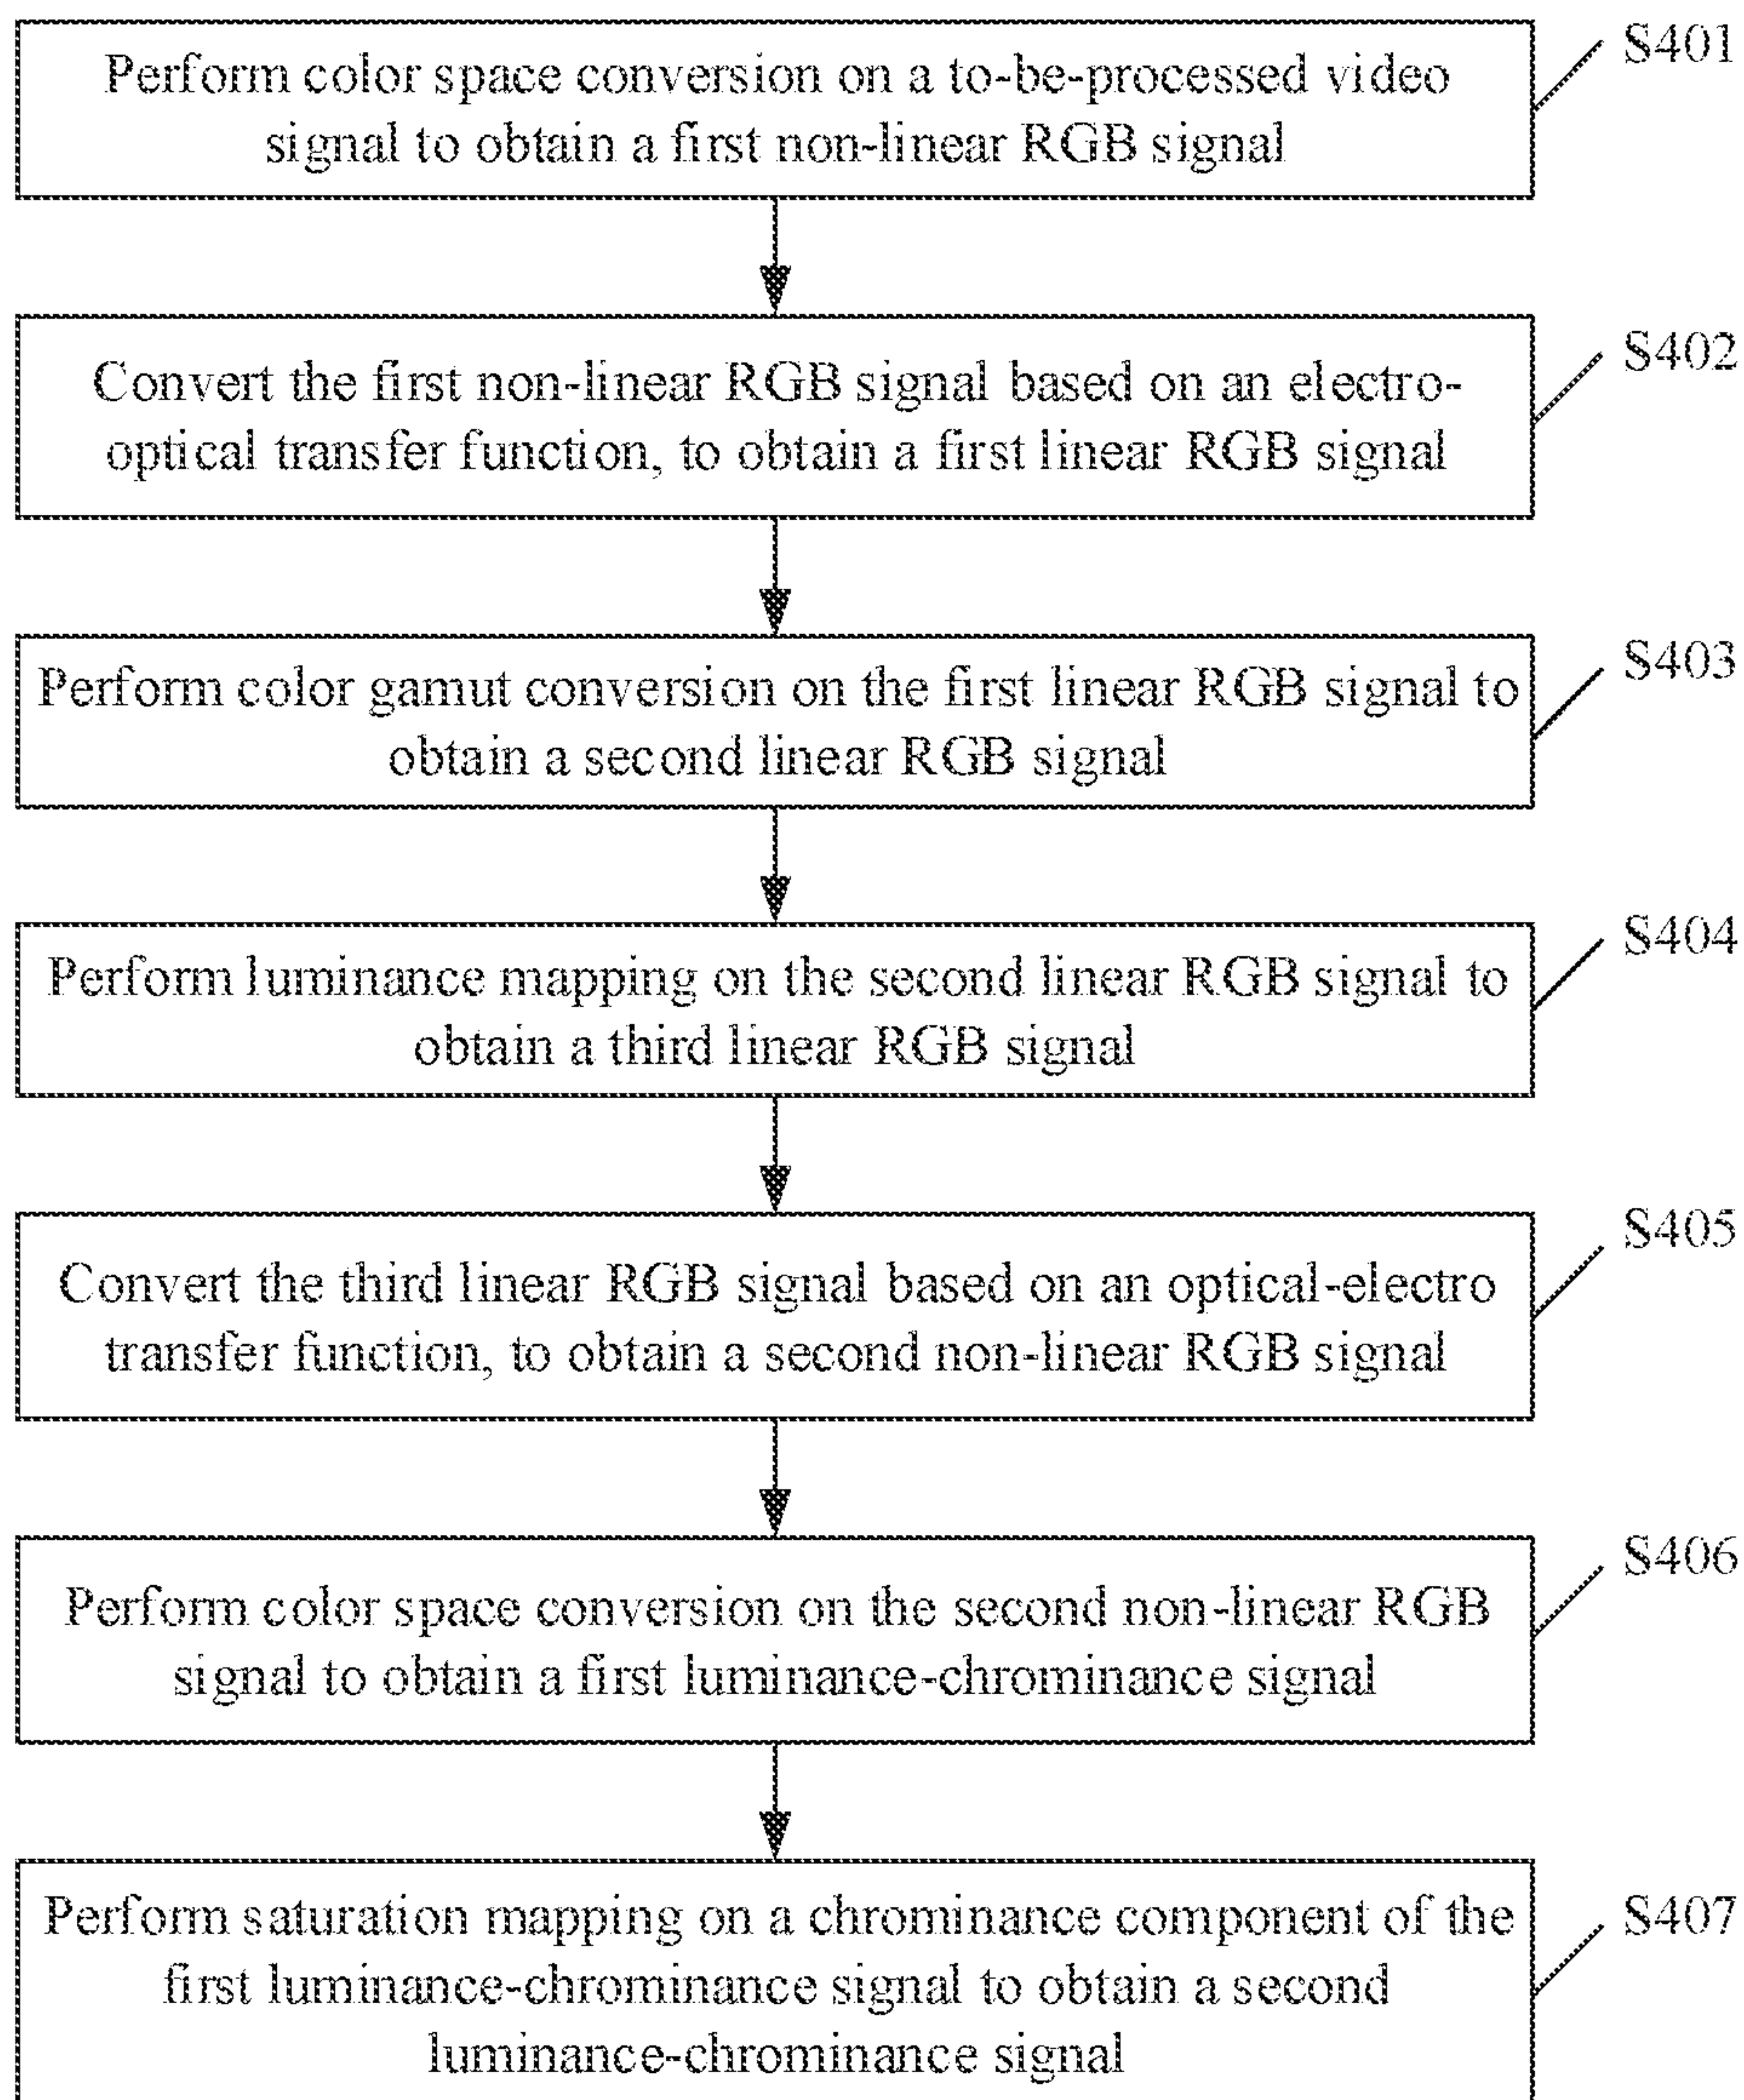 Perform color space conversion on a to-be-processed video
signal to obtain a first non-linear RGB signal
S401
Convert the first non-linear RGB signal based on an electro-
optical transfer function, to obtain a first linear RGB signal
S402
Perform color gamut conversion on the first linear RGB signal to
obtain a second linear RGB signal
S403
Perform luminance mapping on the second linear RGB signal to
obtain a third linear RGB signal
S404
Convert the third linear RGB signal based on an optical-electro
transfer function, to obtain a second non-linear RGB signal
S405
Perform color space conversion on the second non-linear RGB
signal to obtain a first luminance-chrominance signal
S406
Perform saturation mapping on a chrominance component of the
first luminance-chrominance signal to obtain a second
luminance-chrominance signal
S407